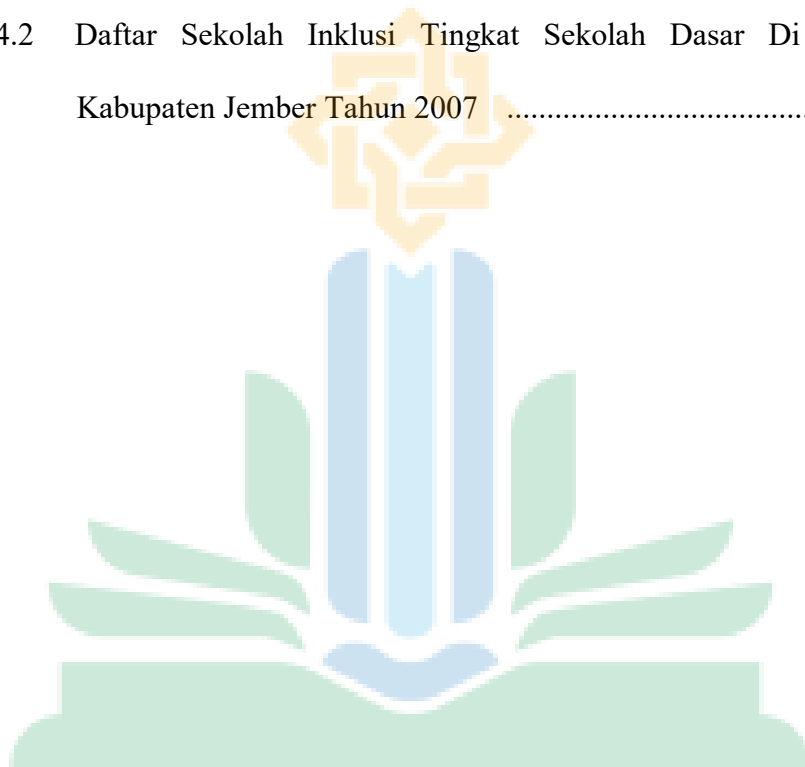 4.2 Daftar Sekolah Inklusi Tingkat Sekolah Dasar Di
Kabupaten Jember Tahun 2007 ......................................